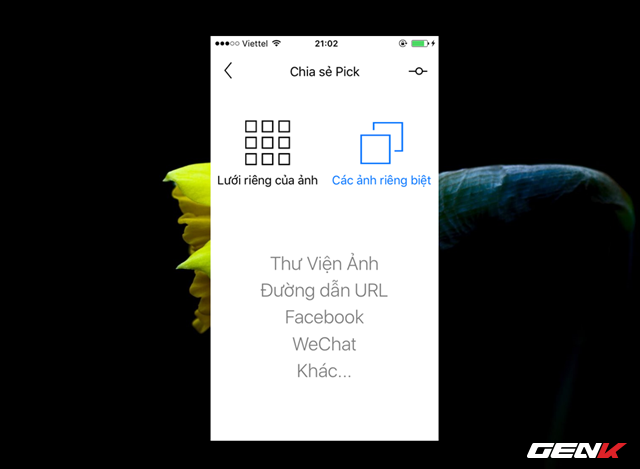 Viettel 21:02
Chia sẻ Pick
Lưới riêng của ảnh Các ảnh riêng biệt
Thư Viện Ảnh
Đường dẫn URL
Facebook
WeChat
Khác...
GENK